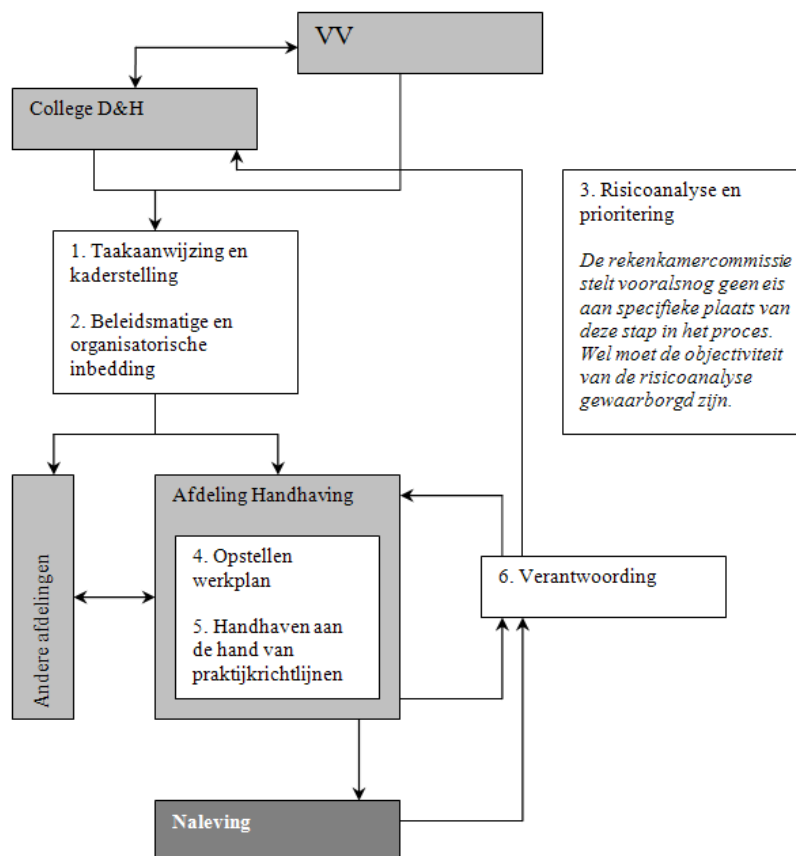 VV
College D&H
3. Risicoanalyse en
prioritering
De rekenkamercommissie
stelt vooralsnog geen eis
aan specifieke plaats van
deze stap in het proces.
Wel moet de objectiviteit
van de risicoanalyse
gewaarborgd zijn.
1. Taakaanwijzing en
kaderstelling
2. Beleidsmatige en
organisatorische
inbedding
Andere afdelingen
Afdeling Handhaving
4. Opstellen
werkplan
5. Handhaven aan
de hand van
praktijkrichtlijnen
6. Verantwoording
Naleving